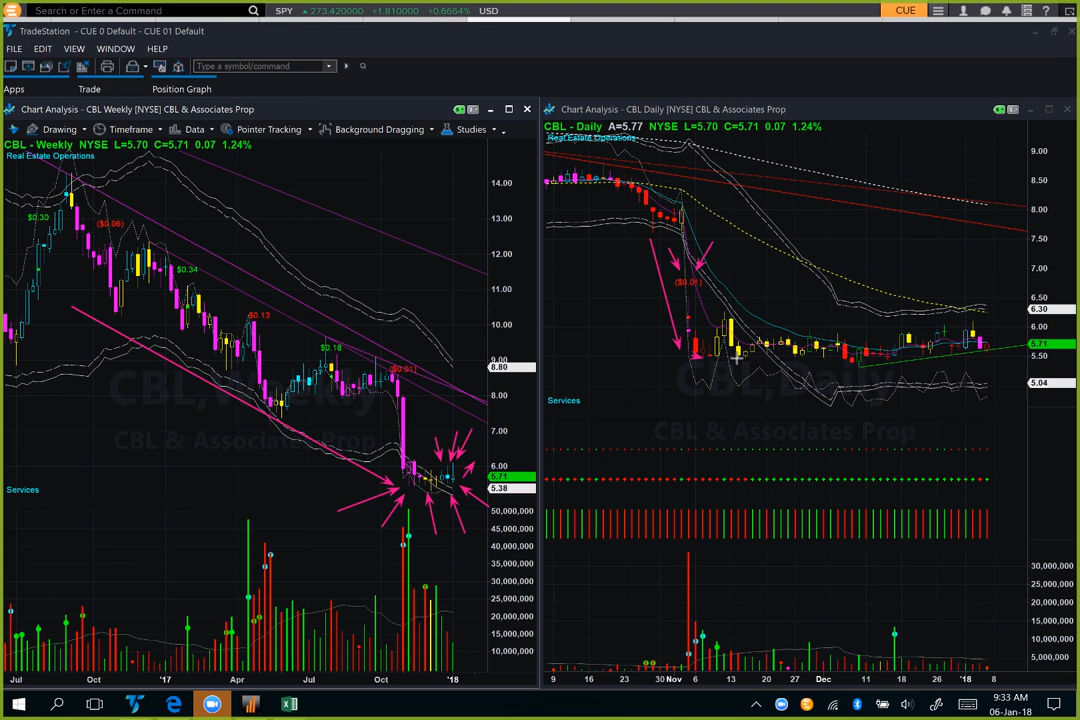 Search or Enter a Command SPY 273.420000 +1.810000 +0.6664% USD CUE
TradeStation - CUE 0 Default - CUE 01 Default
FILE EDIT VIEW WINDOW HELP
Type a symbol/command
Apps Trade Position Graph
Chart Analysis - CBL Weekly [NYSE] CBL & Associates Prop
Drawing Timeframe Data Pointer Tracking Background Dragging Studies
CBL - Weekly NYSE L=5.70 C=5.71 0.07 1.24%
Real Estate Operations
14.00
13.00
12.00
11.00
10.00
9.00
8.80
8.00
7.00
6.00
5.71
5.38
$0.30
($0.06)
$0.34
$0.13
$0.18
($0.01)
CBL,Weekly
CBL & Associates Prop
Services
50,000,000
45,000,000
40,000,000
35,000,000
30,000,000
25,000,000
20,000,000
15,000,000
10,000,000
Jul Oct '17 Apr Jul Oct '18
Chart Analysis - CBL Daily [NYSE] CBL & Associates Prop
CBL - Daily A=5.77 NYSE L=5.70 C=5.71 0.07 1.24%
Real Estate Operations
9.00
8.50
8.00
7.50
7.00
6.50
6.30
6.00
5.71
5.50
5.04
($0.01)
CBL,Daily
CBL & Associates Prop
Services
30,000,000
25,000,000
20,000,000
15,000,000
10,000,000
5,000,000
9 16 23 30 Nov 6 13 20 27 Dec 11 18 26 '18 8
9:33 AM
06-Jan-18